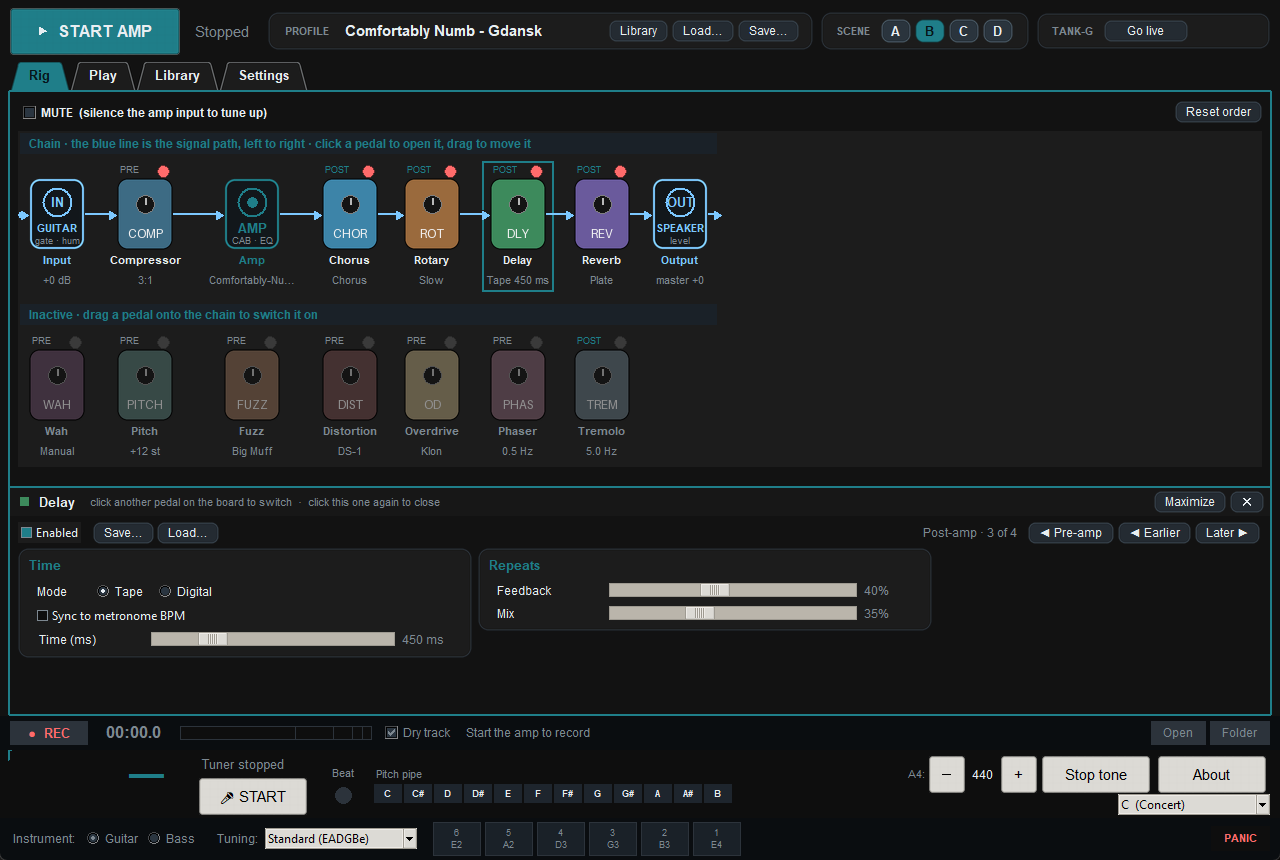 START AMP
Stopped
PROFILE Comfortably Numb - Gdansk Library Load... Save...
SCENE A B C D
TANK-G Go live
Rig Play Library Settings
MUTE (silence the amp input to tune up)
Reset order
Chain · the blue line is the signal path, left to right · click a pedal to open it, drag to move it
PRE POST POST POST POST
IN OUT
GUITAR COMP AMP CHOR ROT DLY REV SPEAKER
gate · hum CAB · EQ level
Input Compressor Amp Chorus Rotary Delay Reverb Output
+0 dB 3:1 Comfortably-Nu... Chorus Slow Tape 450 ms Plate master +0
Inactive · drag a pedal onto the chain to switch it on
PRE PRE PRE PRE PRE PRE POST
WAH PITCH FUZZ DIST OD PHAS TREM
Wah Pitch Fuzz Distortion Overdrive Phaser Tremolo
Manual +12 st Big Muff DS-1 Klon 0.5 Hz 5.0 Hz
Delay click another pedal on the board to switch · click this one again to close
Maximize ✕
Enabled Save... Load...
Post-amp · 3 of 4 ◀ Pre-amp ◀ Earlier Later ▶
Time
Mode Tape Digital
Sync to metronome BPM
Time (ms) 450 ms
Repeats
Feedback 40%
Mix 35%
● REC 00:00.0 Dry track Start the amp to record Open Folder
Tuner stopped
START
Beat
Pitch pipe
C C# D D# E F F# G G# A A# B
A4: − 440 + Stop tone About
C (Concert)
Instrument: Guitar Bass Tuning: Standard (EADGBe)
6 5 4 3 2 1
E2 A2 D3 G3 B3 E4
PANIC